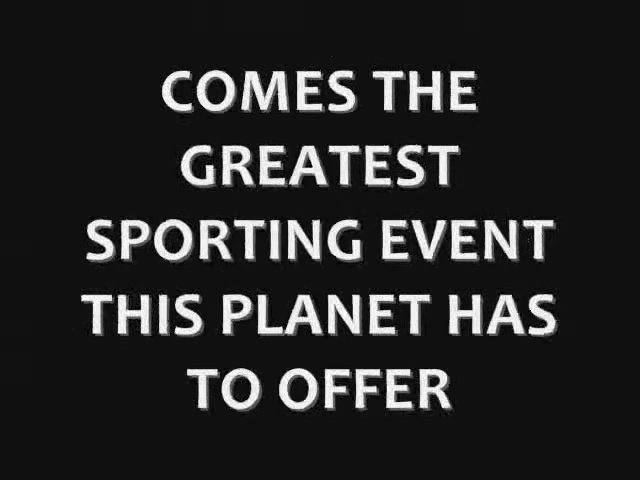 COMES THE
GREATEST
SPORTING EVENT
THIS PLANET HAS
TO OFFER